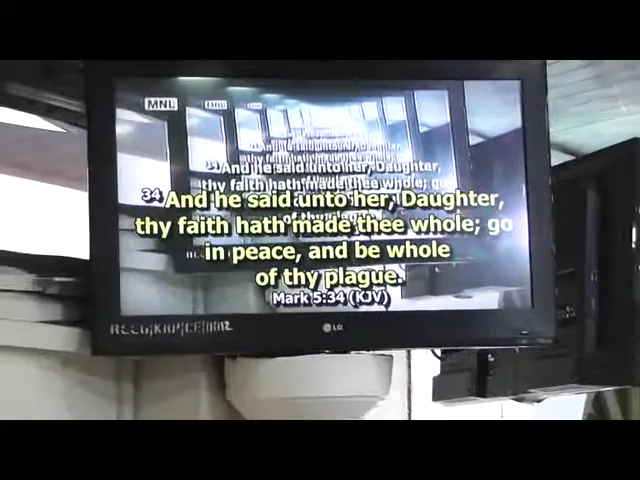 MNL
34 And he said unto her, Daughter,
thy faith hath made thee whole; go
in peace, and be whole
of thy plague.
Mark 5:34 (KJV)
LG